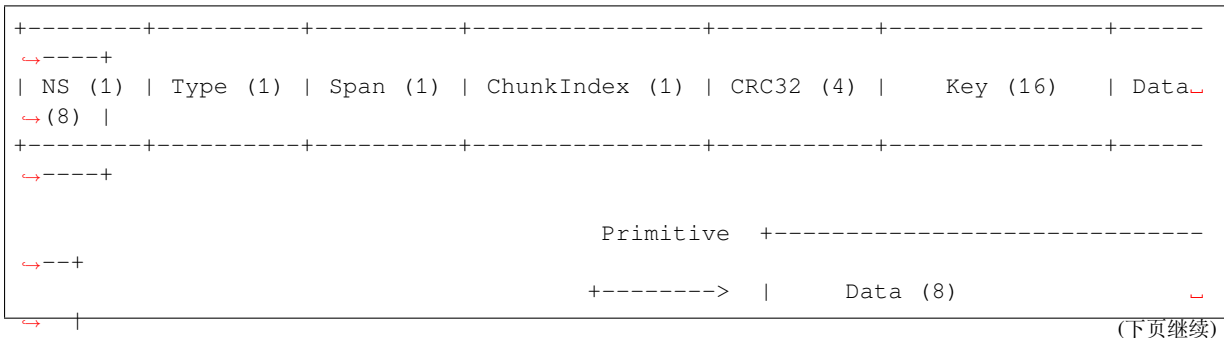 +--------+----------+----------+---------------+-----------+--------------+------
↪----+
| NS (1) | Type (1) | Span (1) | ChunkIndex (1) | CRC32 (4) |    Key (16)    | Data␣
↪(8) |
+--------+----------+----------+---------------+-----------+--------------+------
↪----+
Primitive  +-----------------------------
↪--+
+-------->  |     Data (8)                ␣
↪  |
(下页继续)